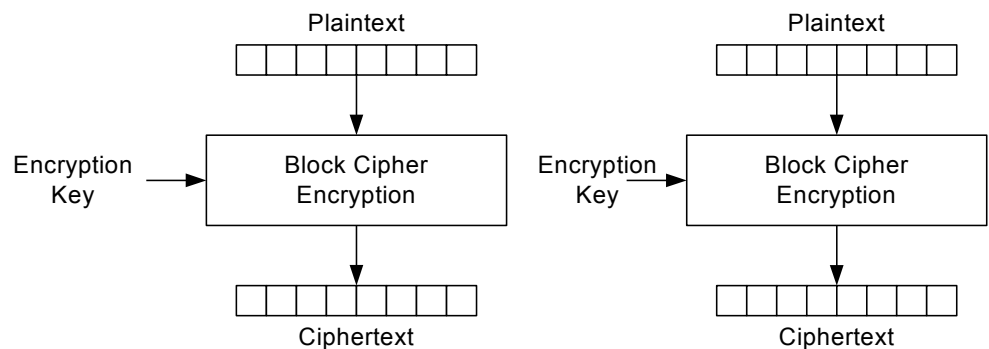 Plaintext
Encryption
Key
Block Cipher
Encryption
Ciphertext
Plaintext
Encryption
Key
Block Cipher
Encryption
Ciphertext